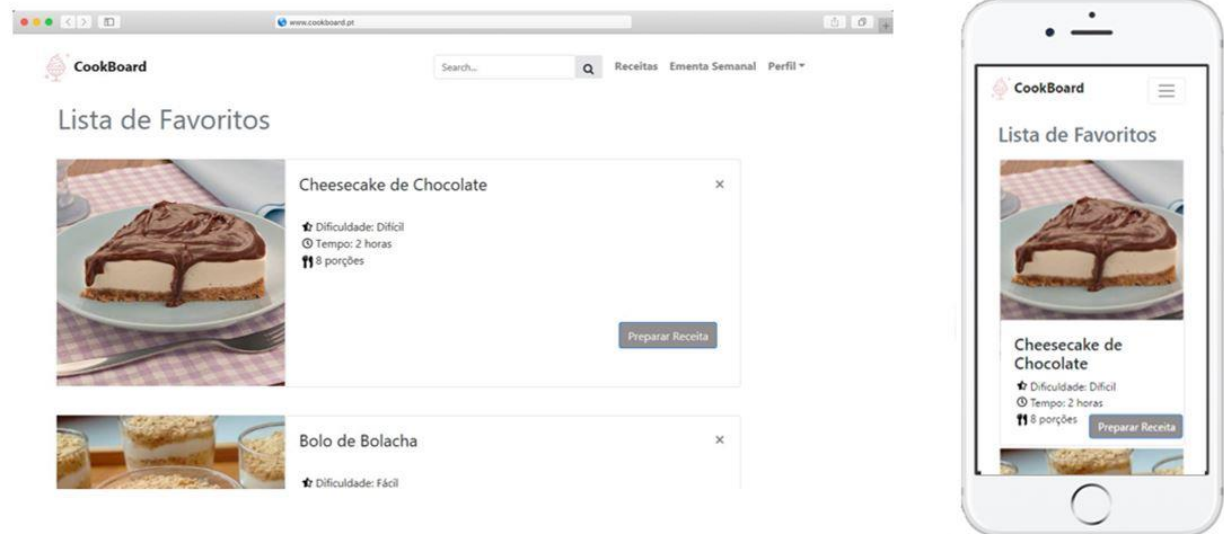 www.cookboard.pt
CookBoard
Search...
Receitas Ementa Semanal Perfil
Lista de Favoritos
Cheesecake de Chocolate
Dificuldade: Difícil
Tempo: 2 horas
8 porções
Preparar Receita
Bolo de Bolacha
Dificuldade: Fácil
CookBoard
Lista de Favoritos
Cheesecake de
Chocolate
Dificuldade: Difícil
Tempo: 2 horas
8 porções
Preparar Receita